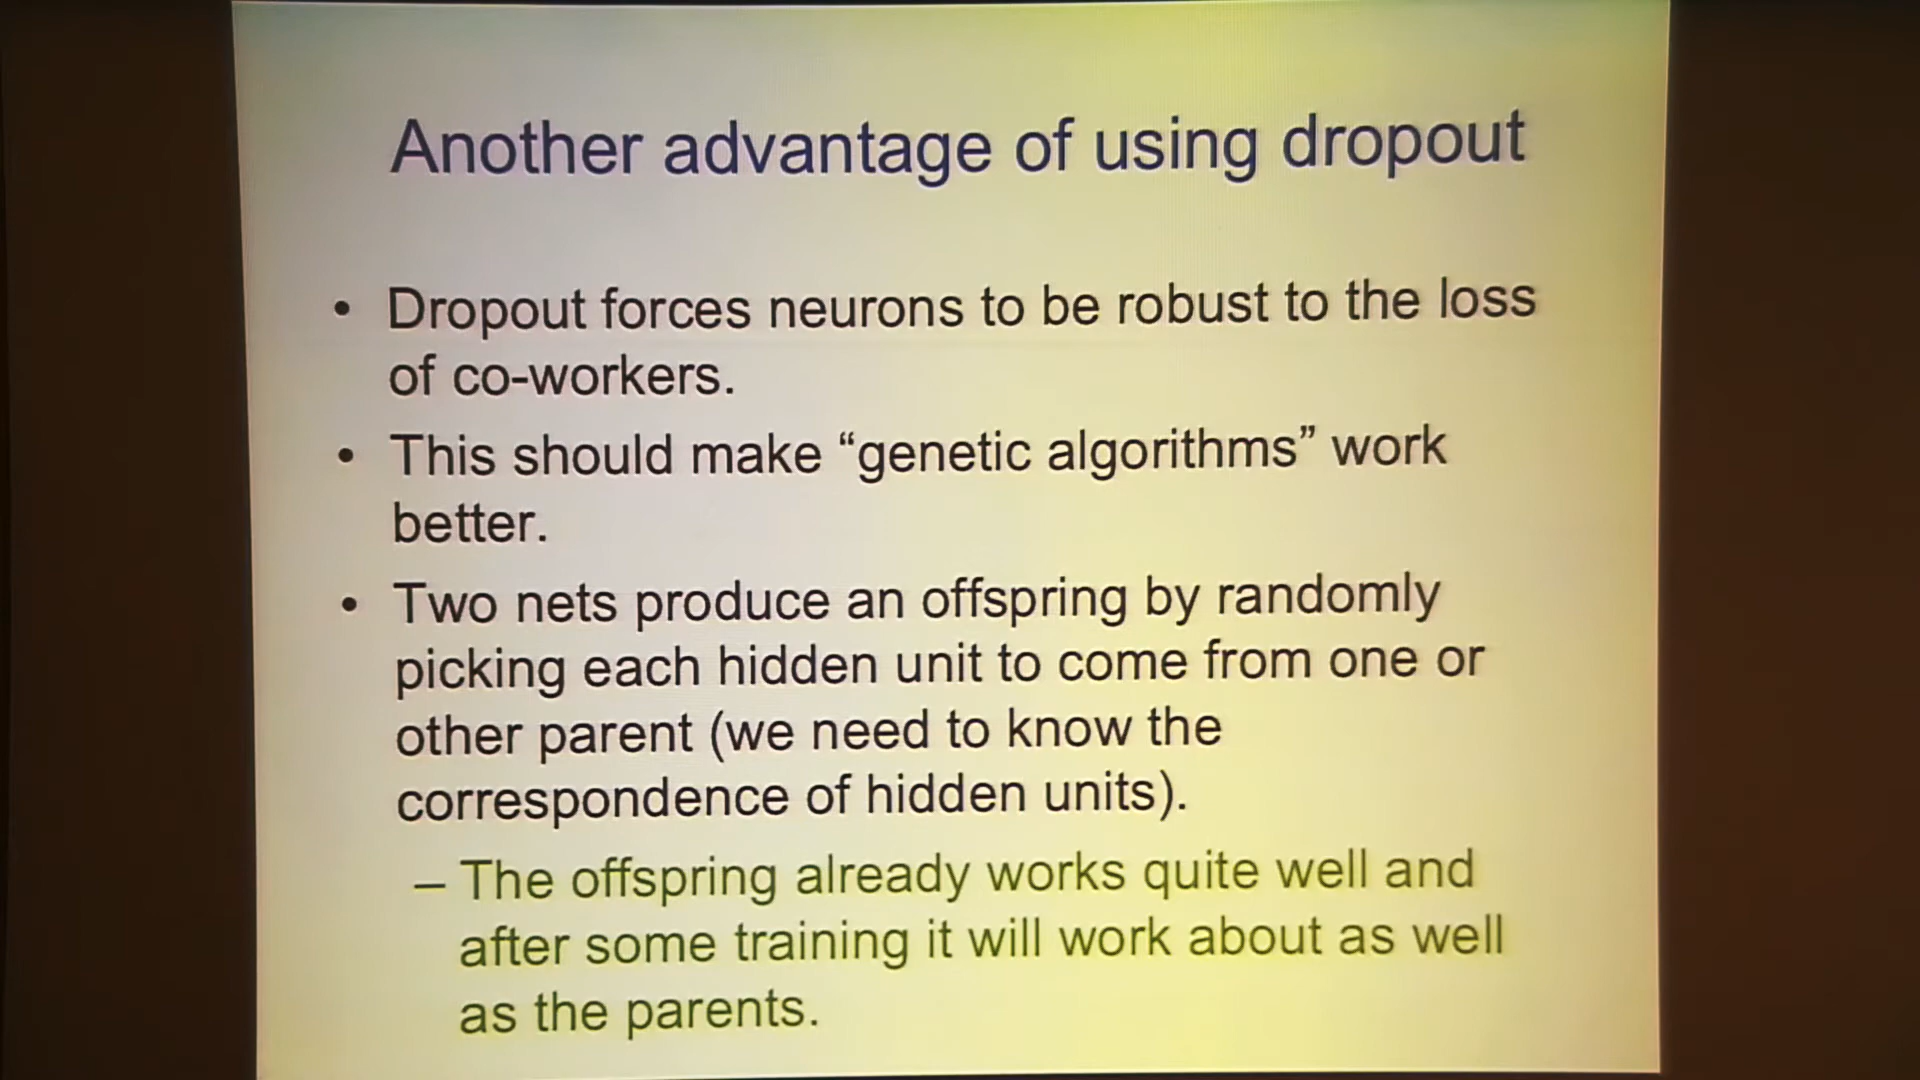 Another advantage of using dropout
• Dropout forces neurons to be robust to the loss
of co-workers.
• This should make “genetic algorithms” work
better.
• Two nets produce an offspring by randomly
picking each hidden unit to come from one or
other parent (we need to know the
correspondence of hidden units).
– The offspring already works quite well and
after some training it will work about as well
as the parents.